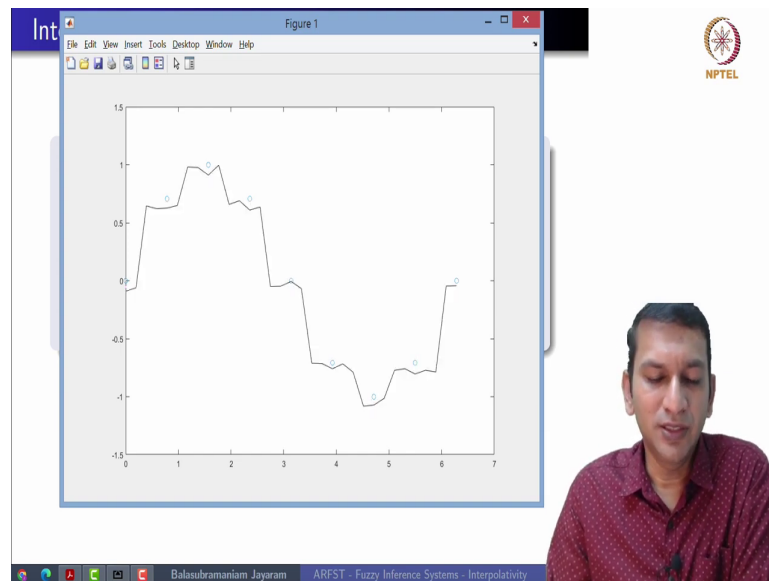 Int
Figure 1
File Edit View Insert Tools Desktop Window Help
NPTEL
1.5
1
0.5
0
-0.5
-1
-1.5
0 1 2 3 4 5 6 7
Balasubramaniam Jayaram ARFST - Fuzzy Inference Systems - Interpolativity